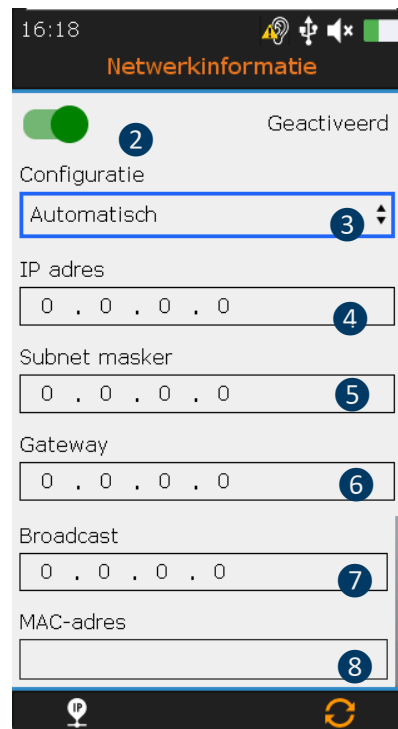 16:18
Netwerkinformatie
2 Geactiveerd
Configuratie
Automatisch 3
IP adres
0 . 0 . 0 . 0 4
Subnet masker
0 . 0 . 0 . 0 5
Gateway
0 . 0 . 0 . 0 6
Broadcast
0 . 0 . 0 . 0 7
MAC-adres
8
IP